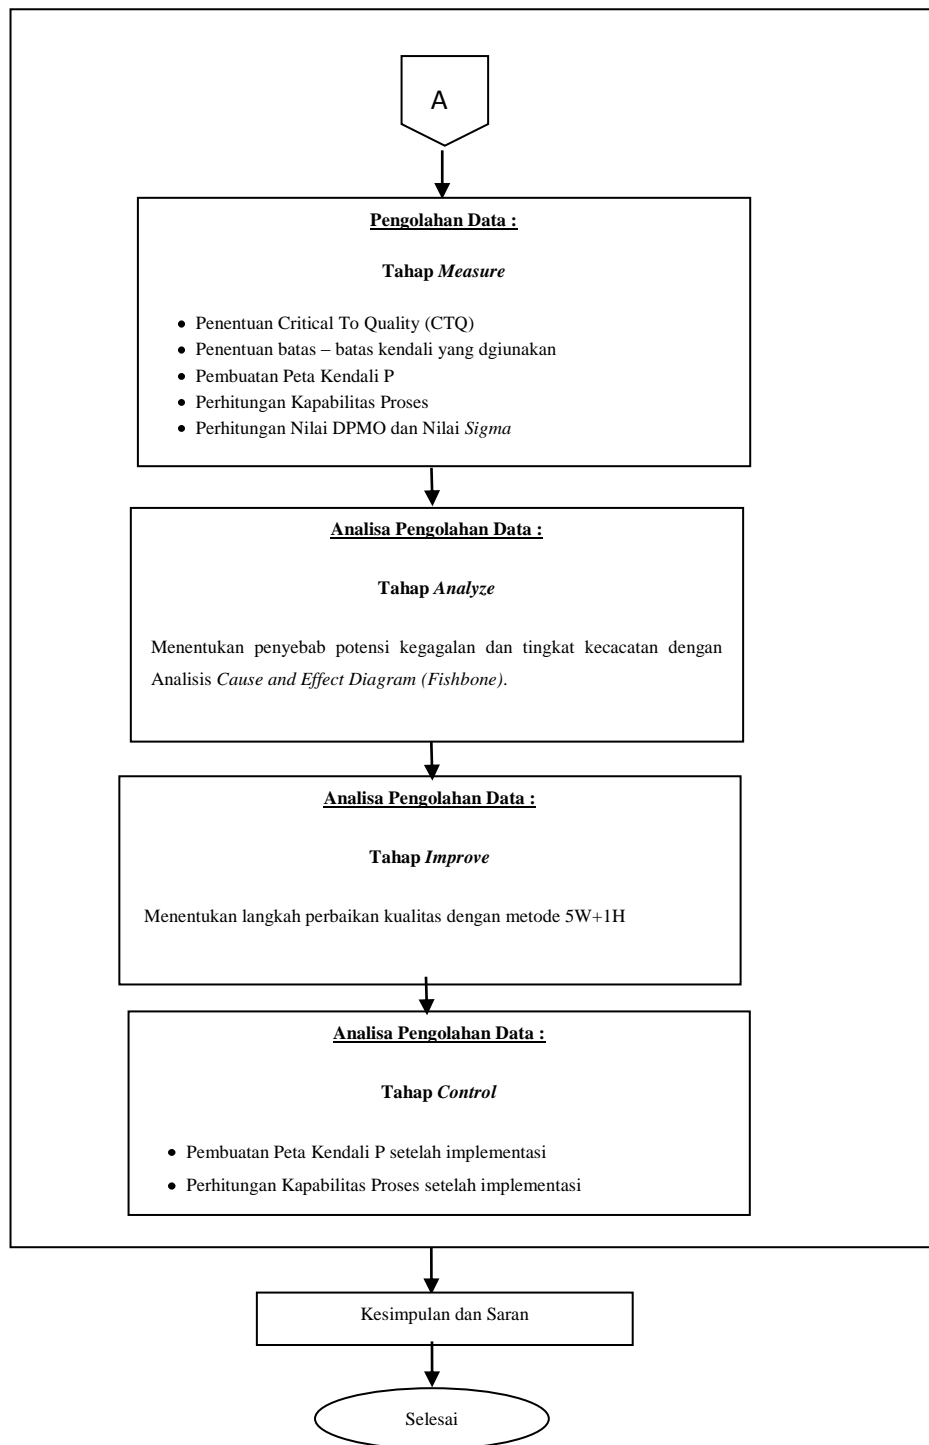 A
Pengolahan Data :
Tahap Measure
• Penentuan Critical To Quality (CTQ)
• Penentuan batas – batas kendali yang dgiunakan
• Pembuatan Peta Kendali P
• Perhitungan Kapabilitas Proses
• Perhitungan Nilai DPMO dan Nilai Sigma
Analisa Pengolahan Data :
Tahap Analyze
Menentukan penyebab potensi kegagalan dan tingkat kecacatan dengan
Analisis Cause and Effect Diagram (Fishbone).
Analisa Pengolahan Data :
Tahap Improve
Menentukan langkah perbaikan kualitas dengan metode 5W+1H
Analisa Pengolahan Data :
Tahap Control
• Pembuatan Peta Kendali P setelah implementasi
• Perhitungan Kapabilitas Proses setelah implementasi
Kesimpulan dan Saran
Selesai